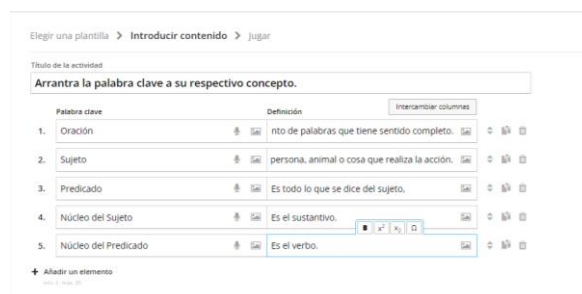 Elegir una plantilla > Introducir contenido > Jugar
Título de la actividad
Arrantra la palabra clave a su respectivo concepto.
Palabra clave Definición Intercambiar columnas
1. Oración nto de palabras que tiene sentido completo.
2. Sujeto persona, animal o cosa que realiza la acción.
3. Predicado Es todo lo que se dice del sujeto.
4. Núcleo del Sujeto Es el sustantivo.
B x² x₂ Ω
5. Núcleo del Predicado Es el verbo.
+ Añadir un elemento